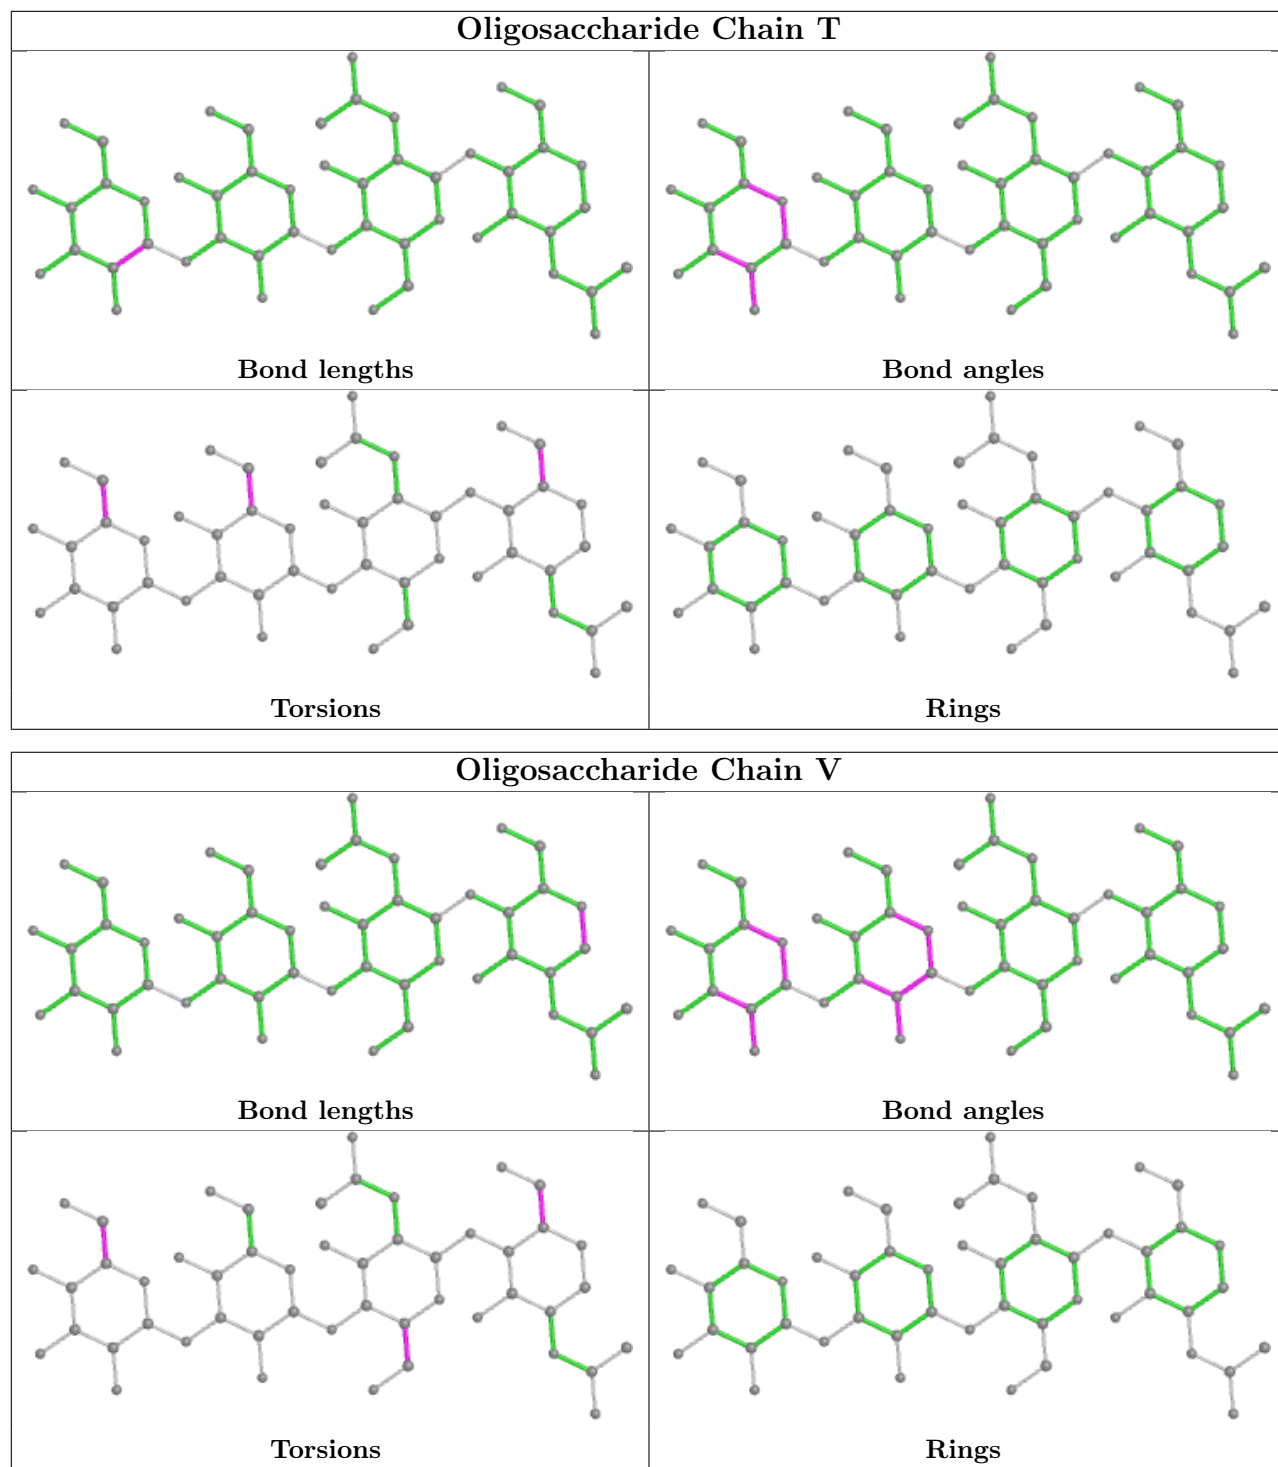 Oligosaccharide Chain T
Bond lengths
Bond angles
Torsions
Rings
Oligosaccharide Chain V
Bond lengths
Bond angles
Torsions
Rings